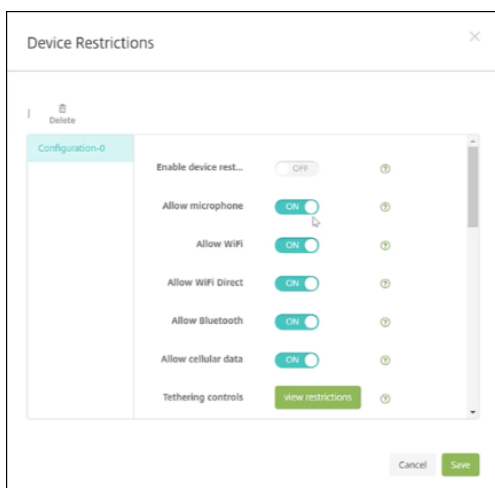 Device Restrictions
Delete
Configuration-0
Enable device rest... OFF
Allow microphone ON
Allow WiFi ON
Allow WiFi Direct ON
Allow Bluetooth ON
Allow cellular data ON
Tethering controls view restrictions
Cancel Save